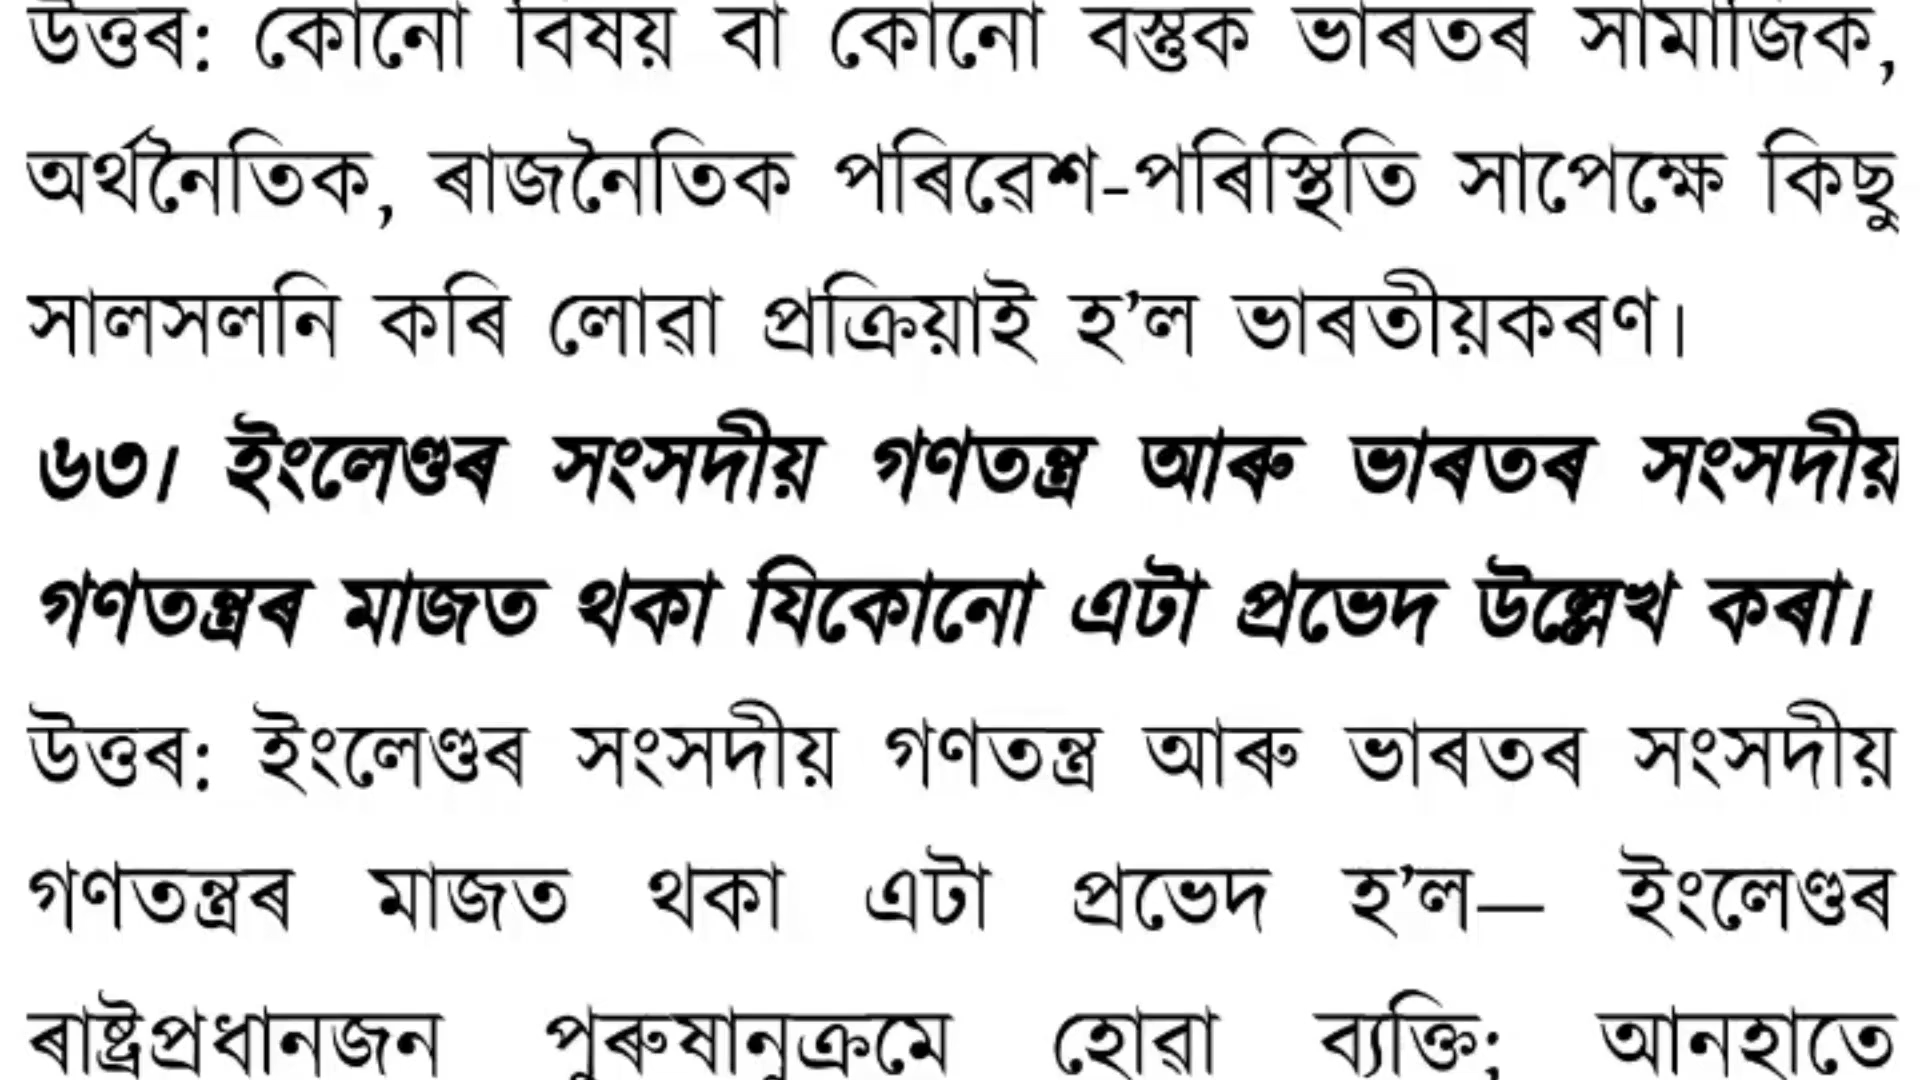 উত্তৰ: কোনো বিষয় বা কোনো বস্তুক ভাৰতৰ সামাজিক,
অৰ্থনৈতিক, ৰাজনৈতিক পৰিৱেশ-পৰিস্থিতি সাপেক্ষে কিছু
সালসলনি কৰি লোৱা প্ৰক্ৰিয়াই হ’ল ভাৰতীয়কৰণ।
৬৩। ইংলেণ্ডৰ সংসদীয় গণতন্ত্ৰ আৰু ভাৰতৰ সংসদীয়
গণতন্ত্ৰৰ মাজত থকা যিকোনো এটা প্ৰভেদ উল্লেখ কৰা।
উত্তৰ: ইংলেণ্ডৰ সংসদীয় গণতন্ত্ৰ আৰু ভাৰতৰ সংসদীয়
গণতন্ত্ৰৰ মাজত থকা এটা প্ৰভেদ হ’ল— ইংলেণ্ডৰ
ৰাষ্ট্ৰপ্ৰধানজন পুৰুষানুক্ৰমে হোৱা ব্যক্তি; আনহাতে